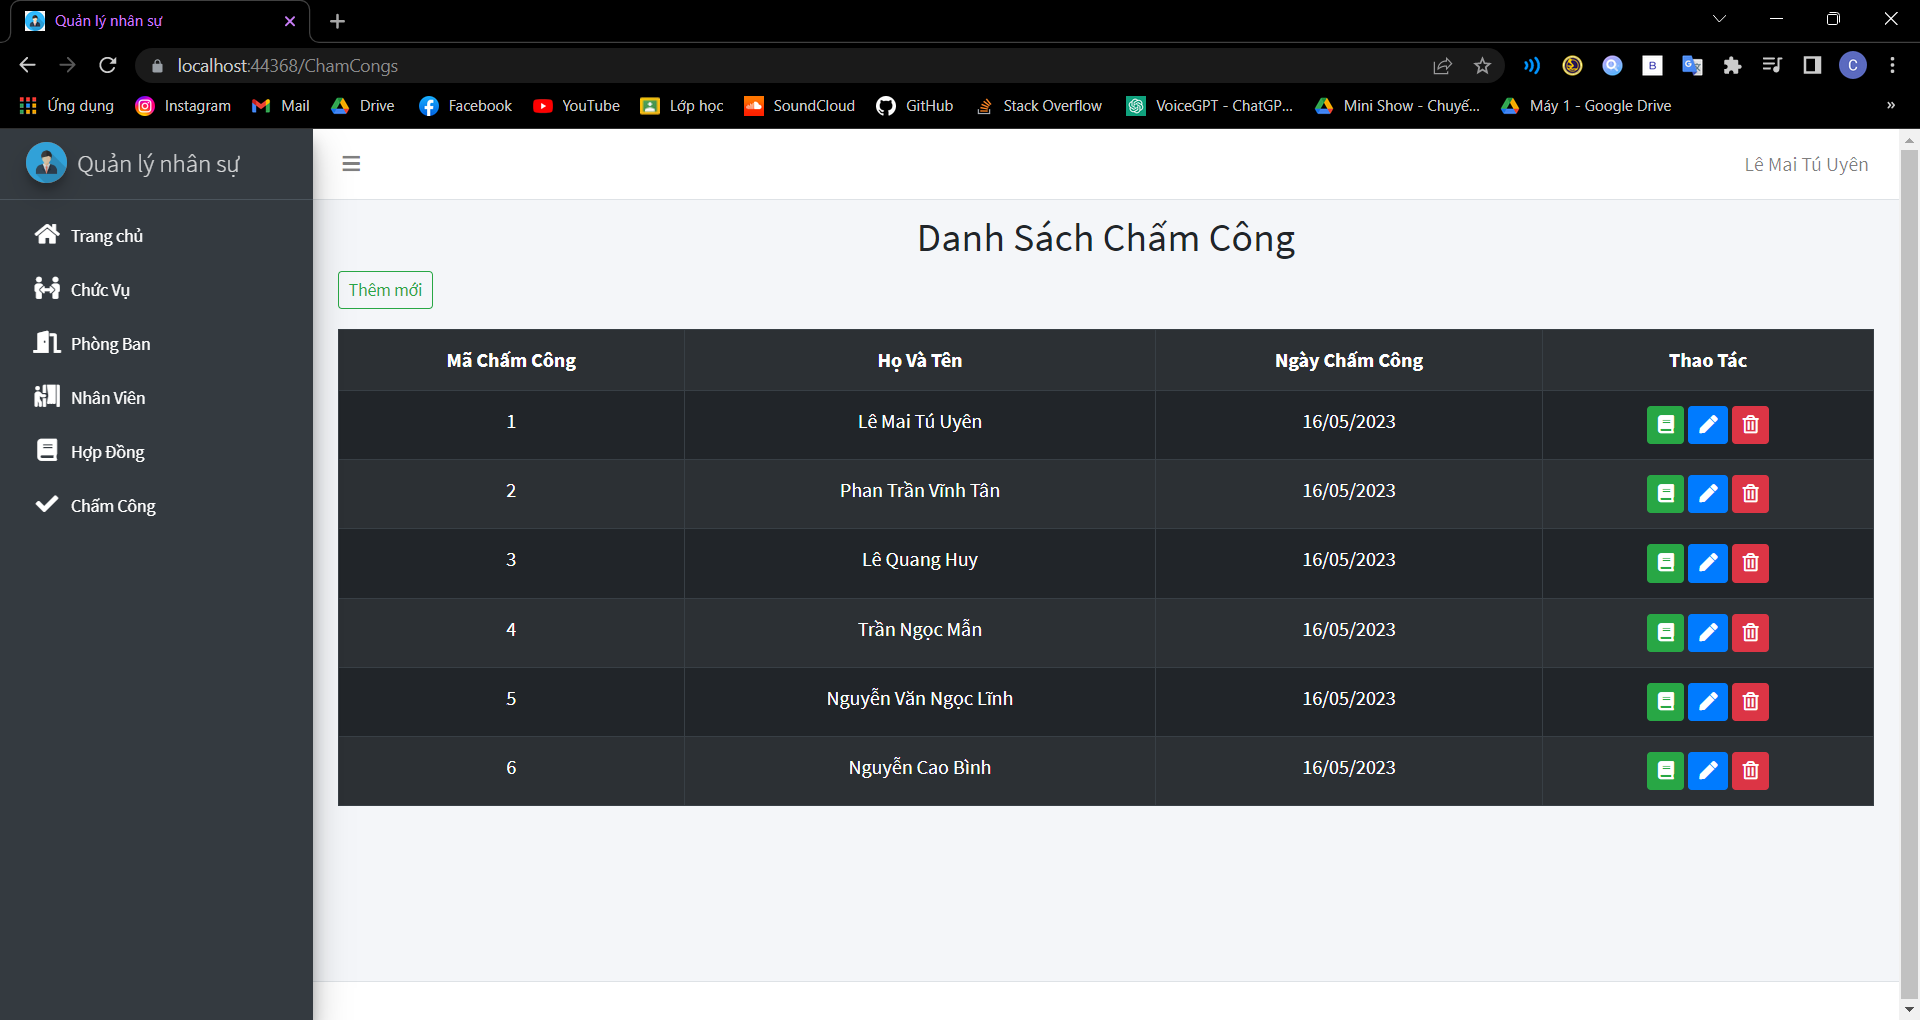 Quản lý nhân sự
localhost:44368/ChamCongs
C
Ứng dụng Instagram Mail Drive Facebook YouTube Lớp học SoundCloud GitHub Stack Overflow VoiceGPT - ChatGP... Mini Show - Chuyế... Máy 1 - Google Drive »
Quản lý nhân sự
Lê Mai Tú Uyên
Trang chủ
Chức Vụ
Phòng Ban
Nhân Viên
Hợp Đồng
Chấm Công
Danh Sách Chấm Công
Thêm mới
Mã Chấm Công Họ Và Tên Ngày Chấm Công Thao Tác
1 Lê Mai Tú Uyên 16/05/2023
2 Phan Trần Vĩnh Tân 16/05/2023
3 Lê Quang Huy 16/05/2023
4 Trần Ngọc Mẫn 16/05/2023
5 Nguyễn Văn Ngọc Lĩnh 16/05/2023
6 Nguyễn Cao Bình 16/05/2023